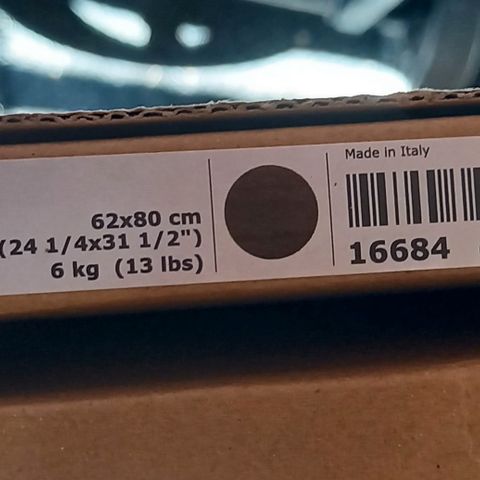 62x80 cm
(24 1/4x31 1/2")
6 kg (13 lbs)
Made in Italy
16684